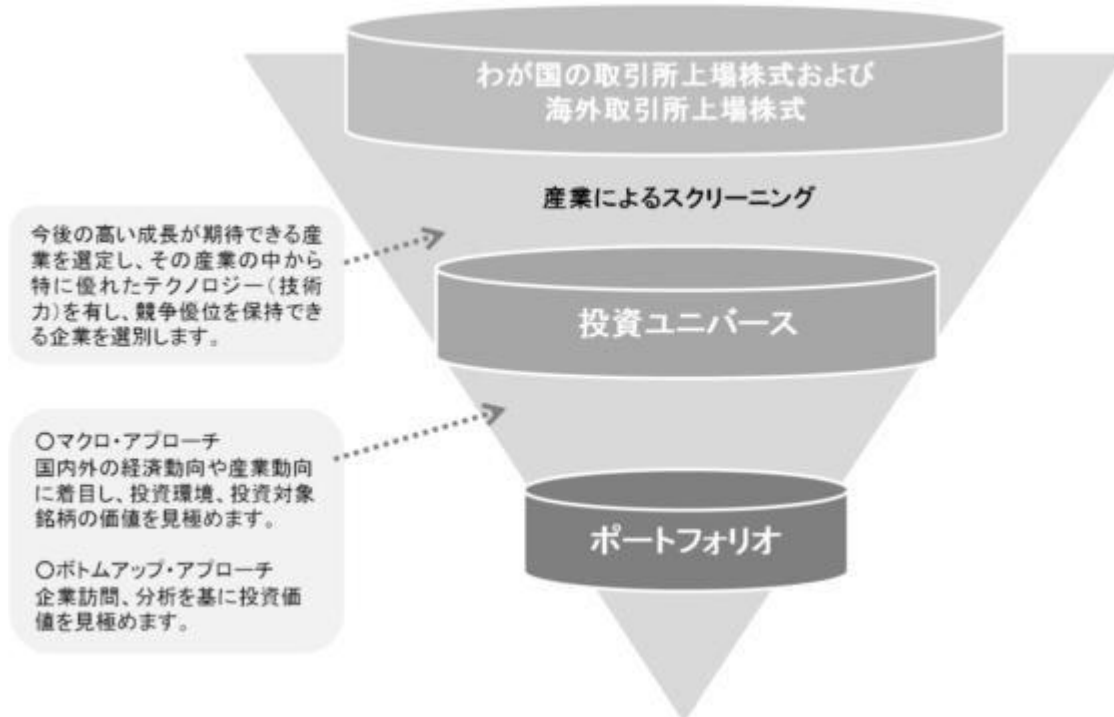 わが国の取引所上場株式および
海外取引所上場株式
産業によるスクリーニング
今後の高い成長が期待できる産
業を選定し、その産業の中から
特に優れたテクノロジー（技術
力）を有し、競争優位を保持でき
る企業を選別します。
投資ユニバース
○マクロ・アプローチ
国内外の経済動向や産業動向
に着目し、投資環境、投資対象
銘柄の価値を見極めます。
○ボトムアップ・アプローチ
企業訪問、分析を基に投資価
値を見極めます。
ポートフォリオ